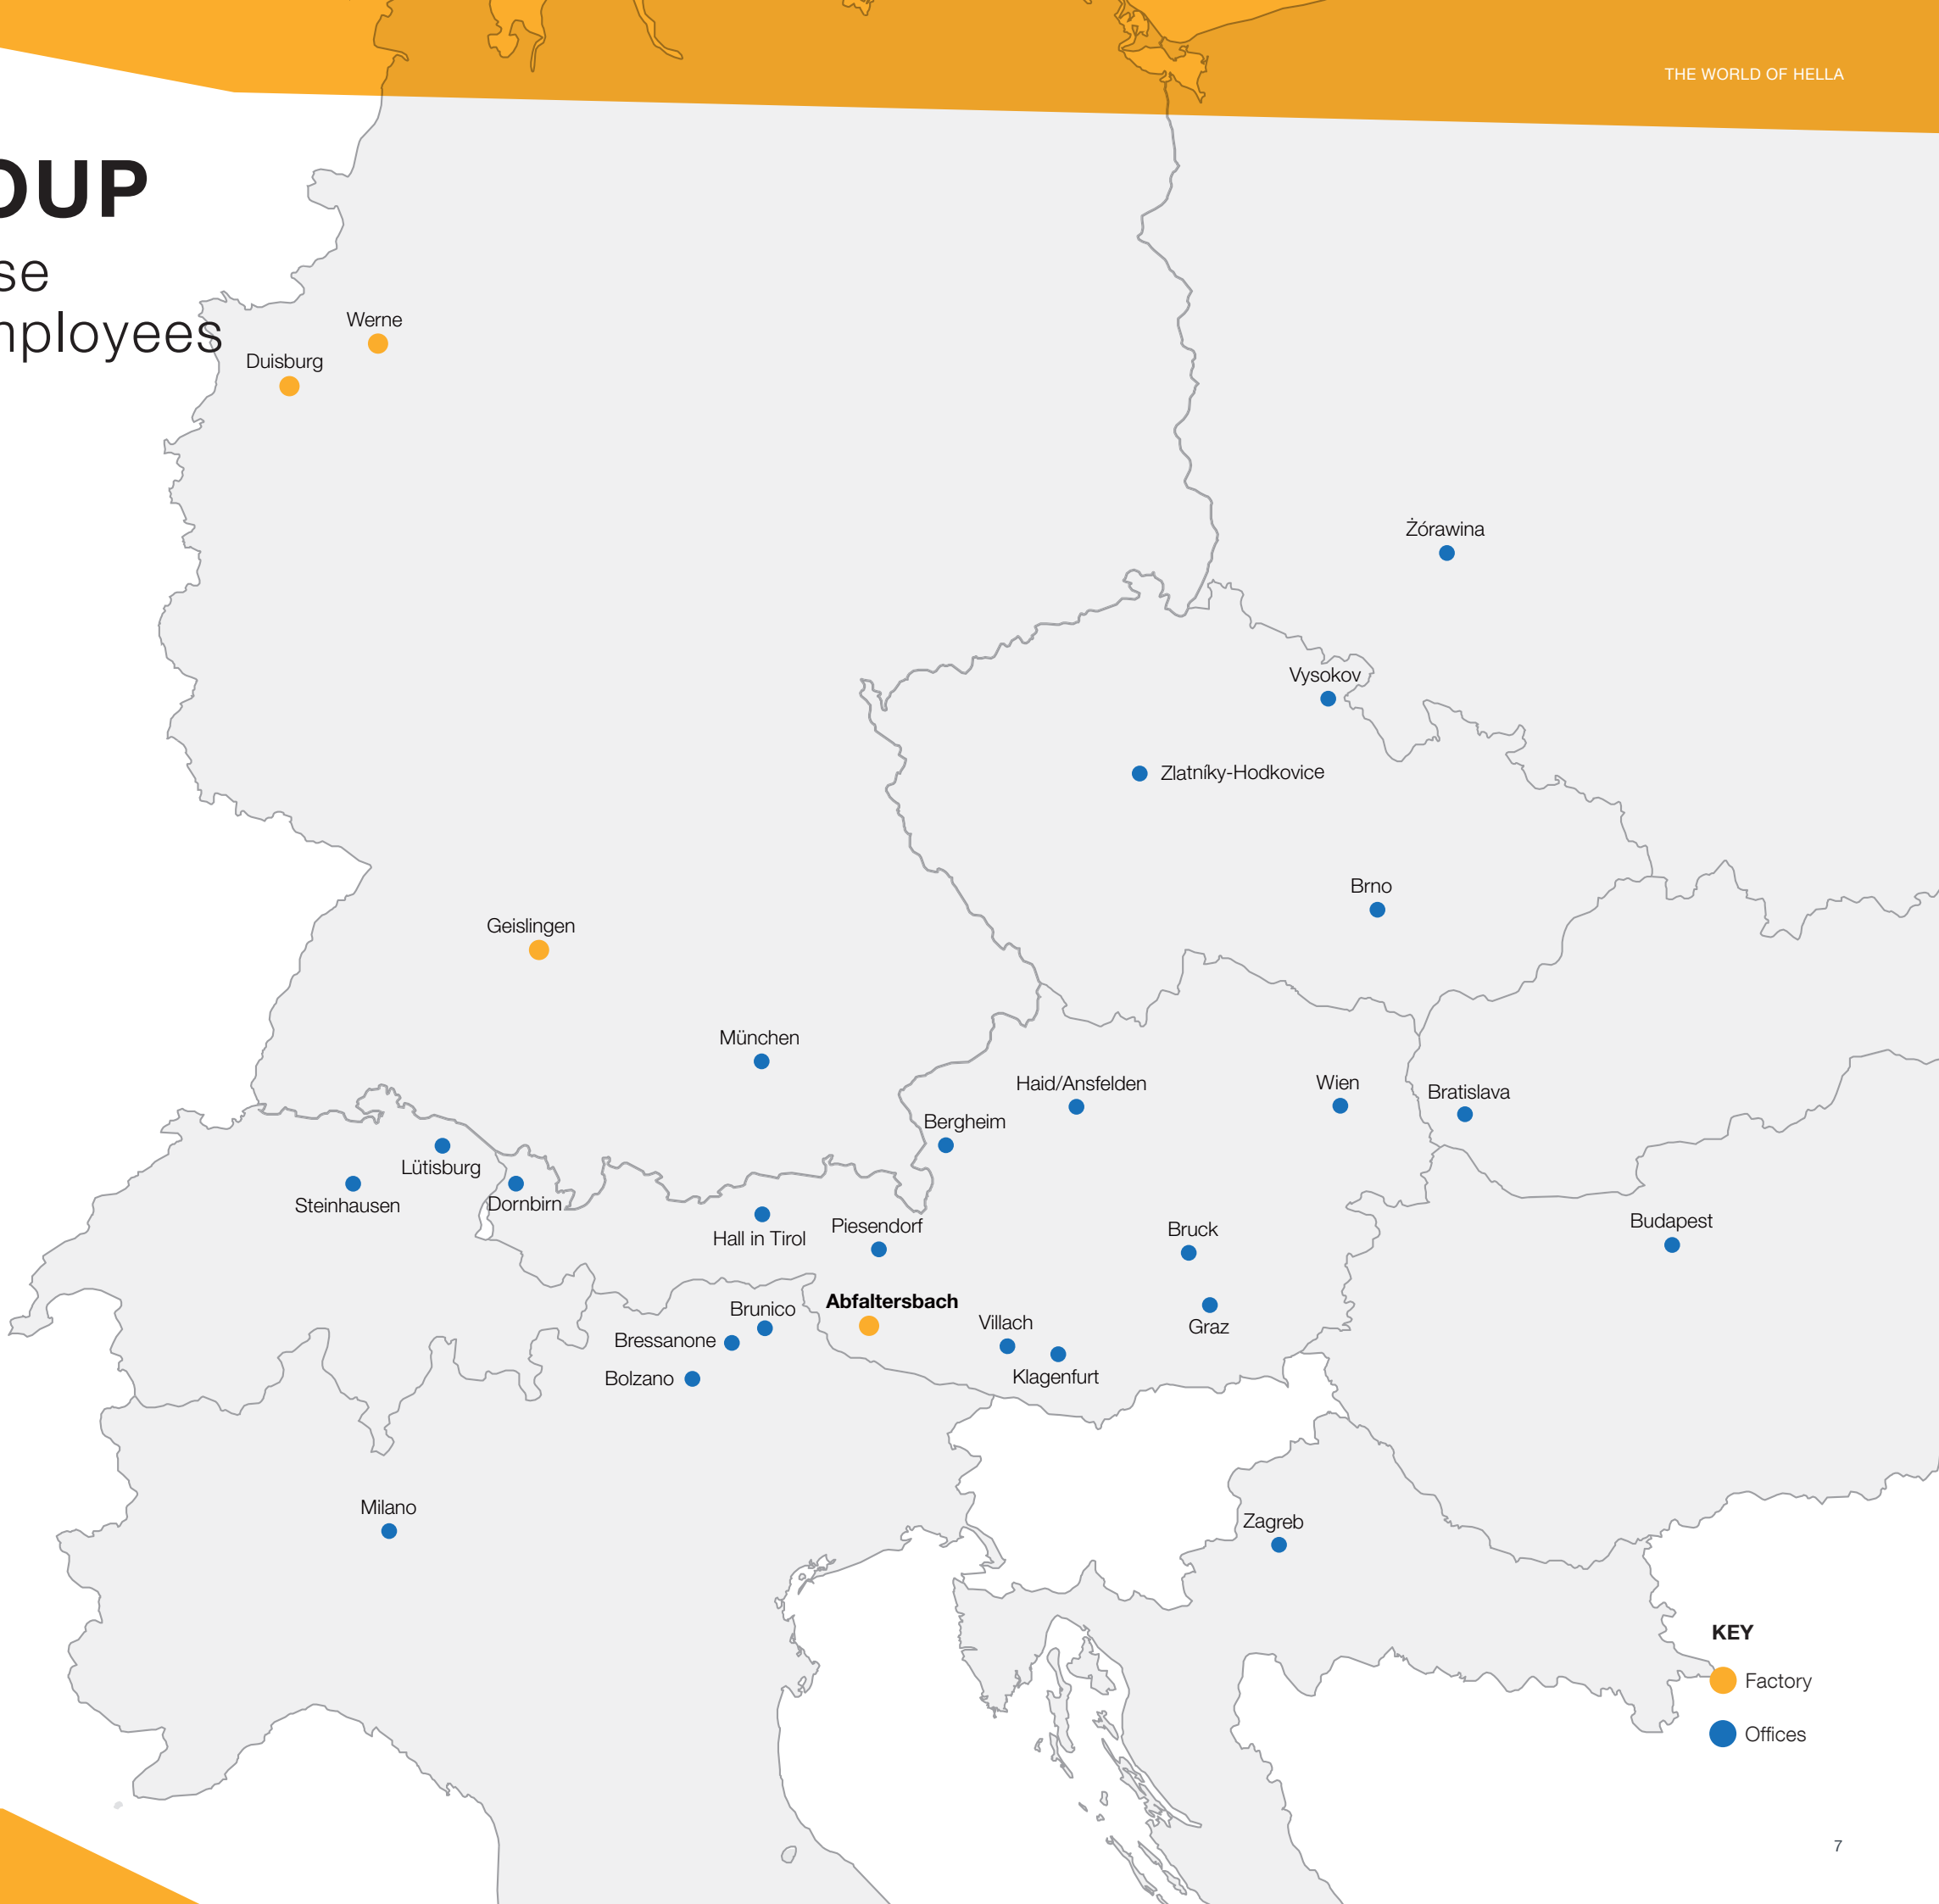 THE WORLD OF HELLA
OUP
se
mployees
Werne
Duisburg
Żórawina
Vysokov
Zlatníky-Hodkovice
Brno
Geislingen
München
Haid/Ansfelden
Wien
Bratislava
Bergheim
Lütisburg
Steinhausen
Dornbirn
Hall in Tirol
Piesendorf
Bruck
Budapest
Abfaltersbach
Brunico
Bressanone
Villach
Graz
Bolzano
Klagenfurt
Milano
Zagreb
KEY
Factory
Offices
7